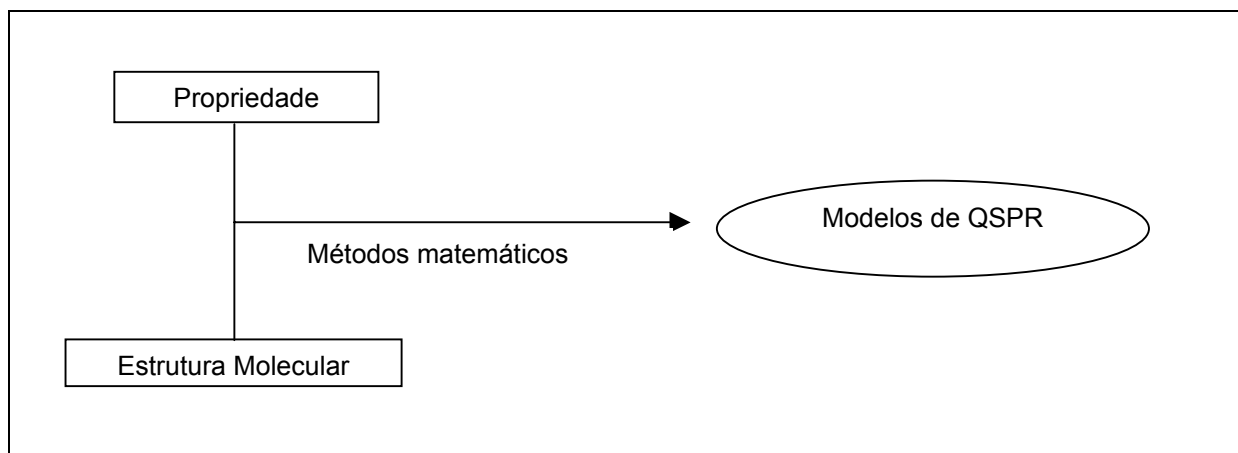 Propriedade
Modelos de QSPR
Métodos matemáticos
Estrutura Molecular